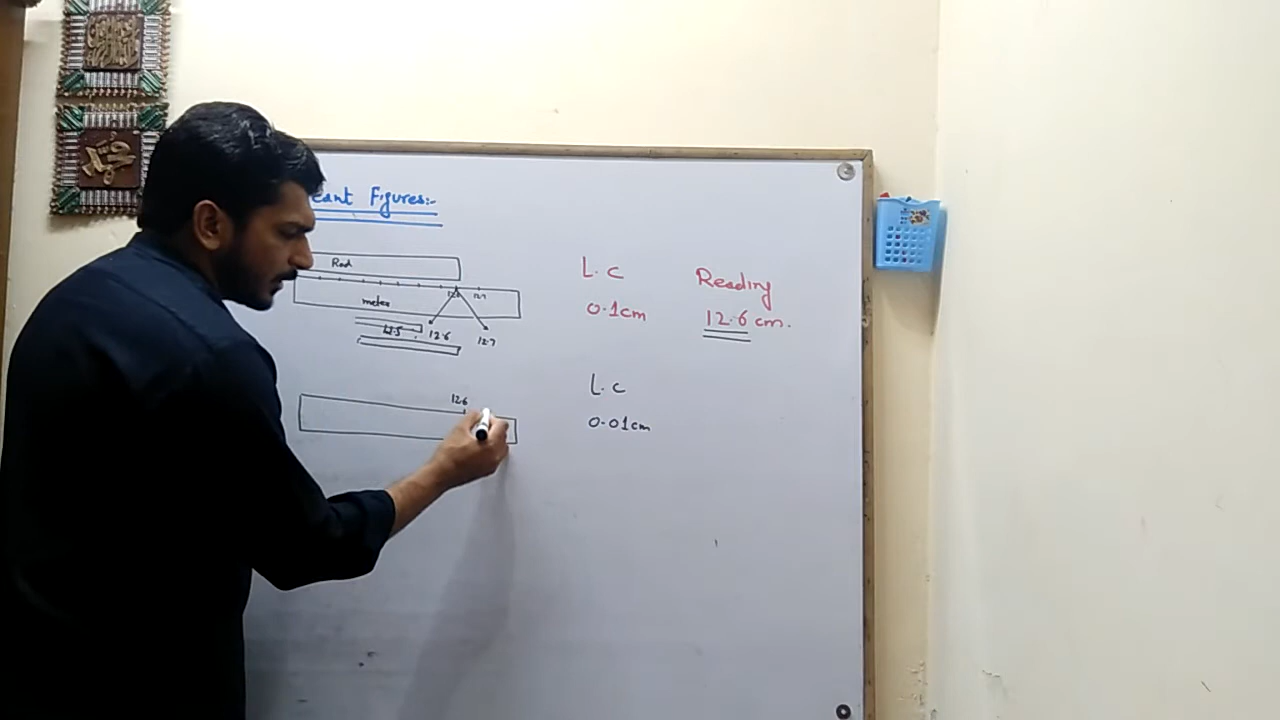 Figures:-
Rod
12.6 12.7
meter
12.5 12.6 12.7
L.C
0.1cm
Reading
12.6 cm.
12.6
L.C
0.01cm